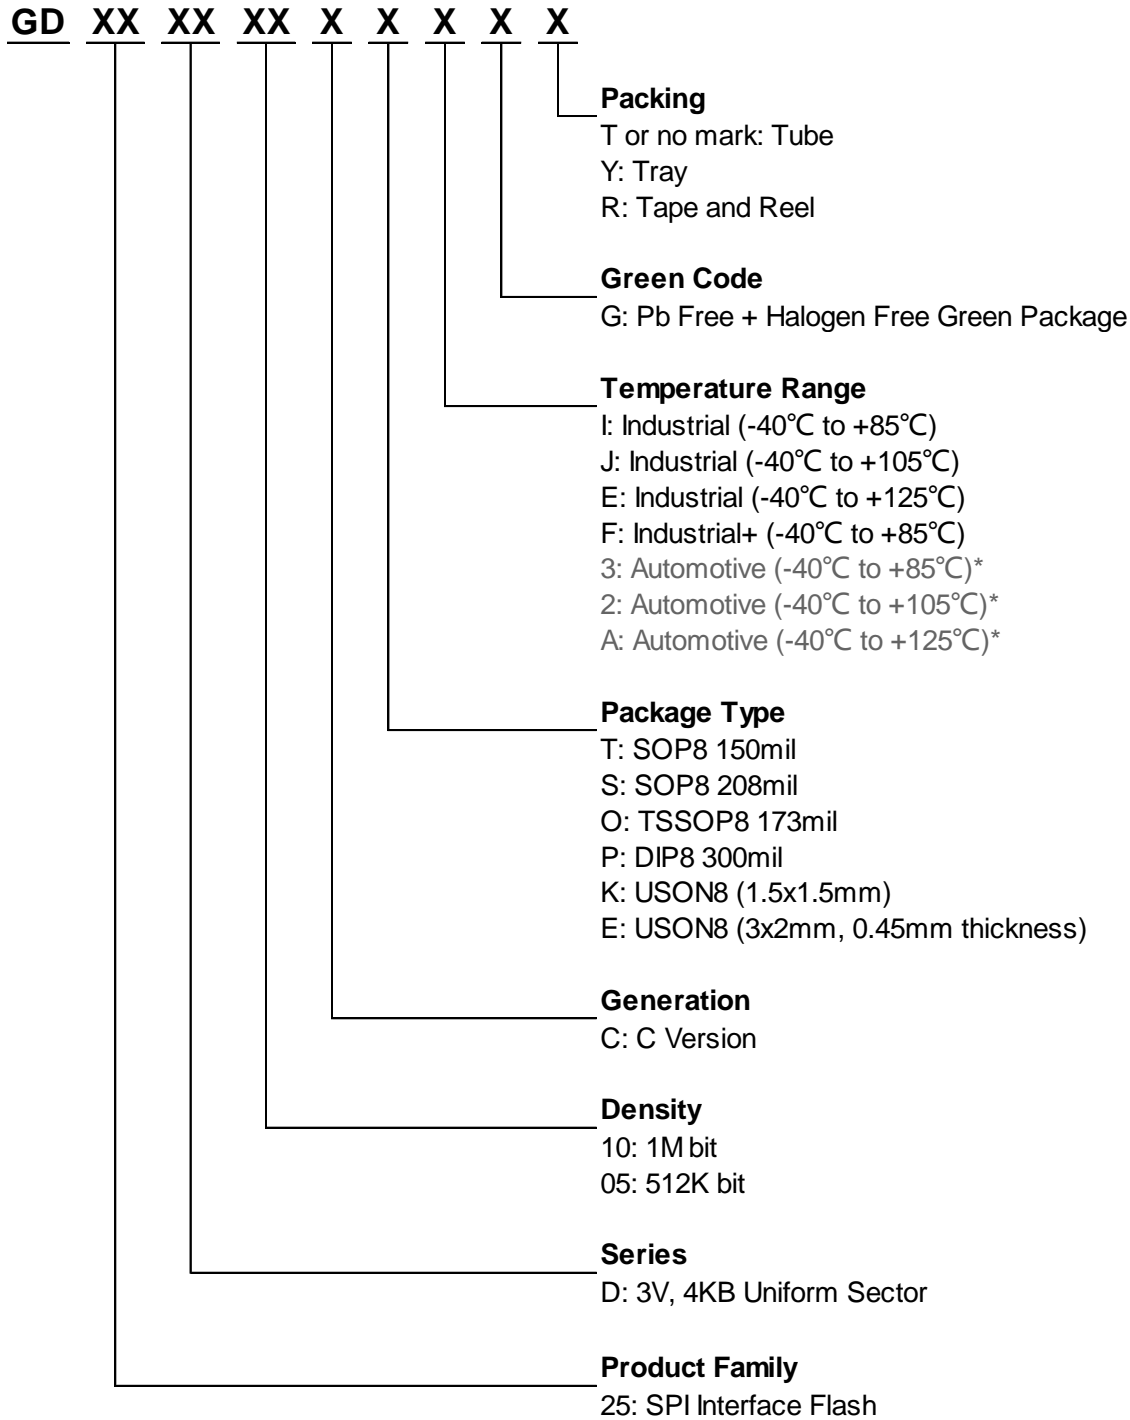 GD XX XX XX X X X X X
Packing
T or no mark: Tube
Y: Tray
R: Tape and Reel
Green Code
G: Pb Free + Halogen Free Green Package
Temperature Range
I: Industrial (-40℃ to +85℃)
J: Industrial (-40℃ to +105℃)
E: Industrial (-40℃ to +125℃)
F: Industrial+ (-40℃ to +85℃)
3: Automotive (-40℃ to +85℃)*
2: Automotive (-40℃ to +105℃)*
A: Automotive (-40℃ to +125℃)*
Package Type
T: SOP8 150mil
S: SOP8 208mil
O: TSSOP8 173mil
P: DIP8 300mil
K: USON8 (1.5x1.5mm)
E: USON8 (3x2mm, 0.45mm thickness)
Generation
C: C Version
Density
10: 1M bit
05: 512K bit
Series
D: 3V, 4KB Uniform Sector
Product Family
25: SPI Interface Flash